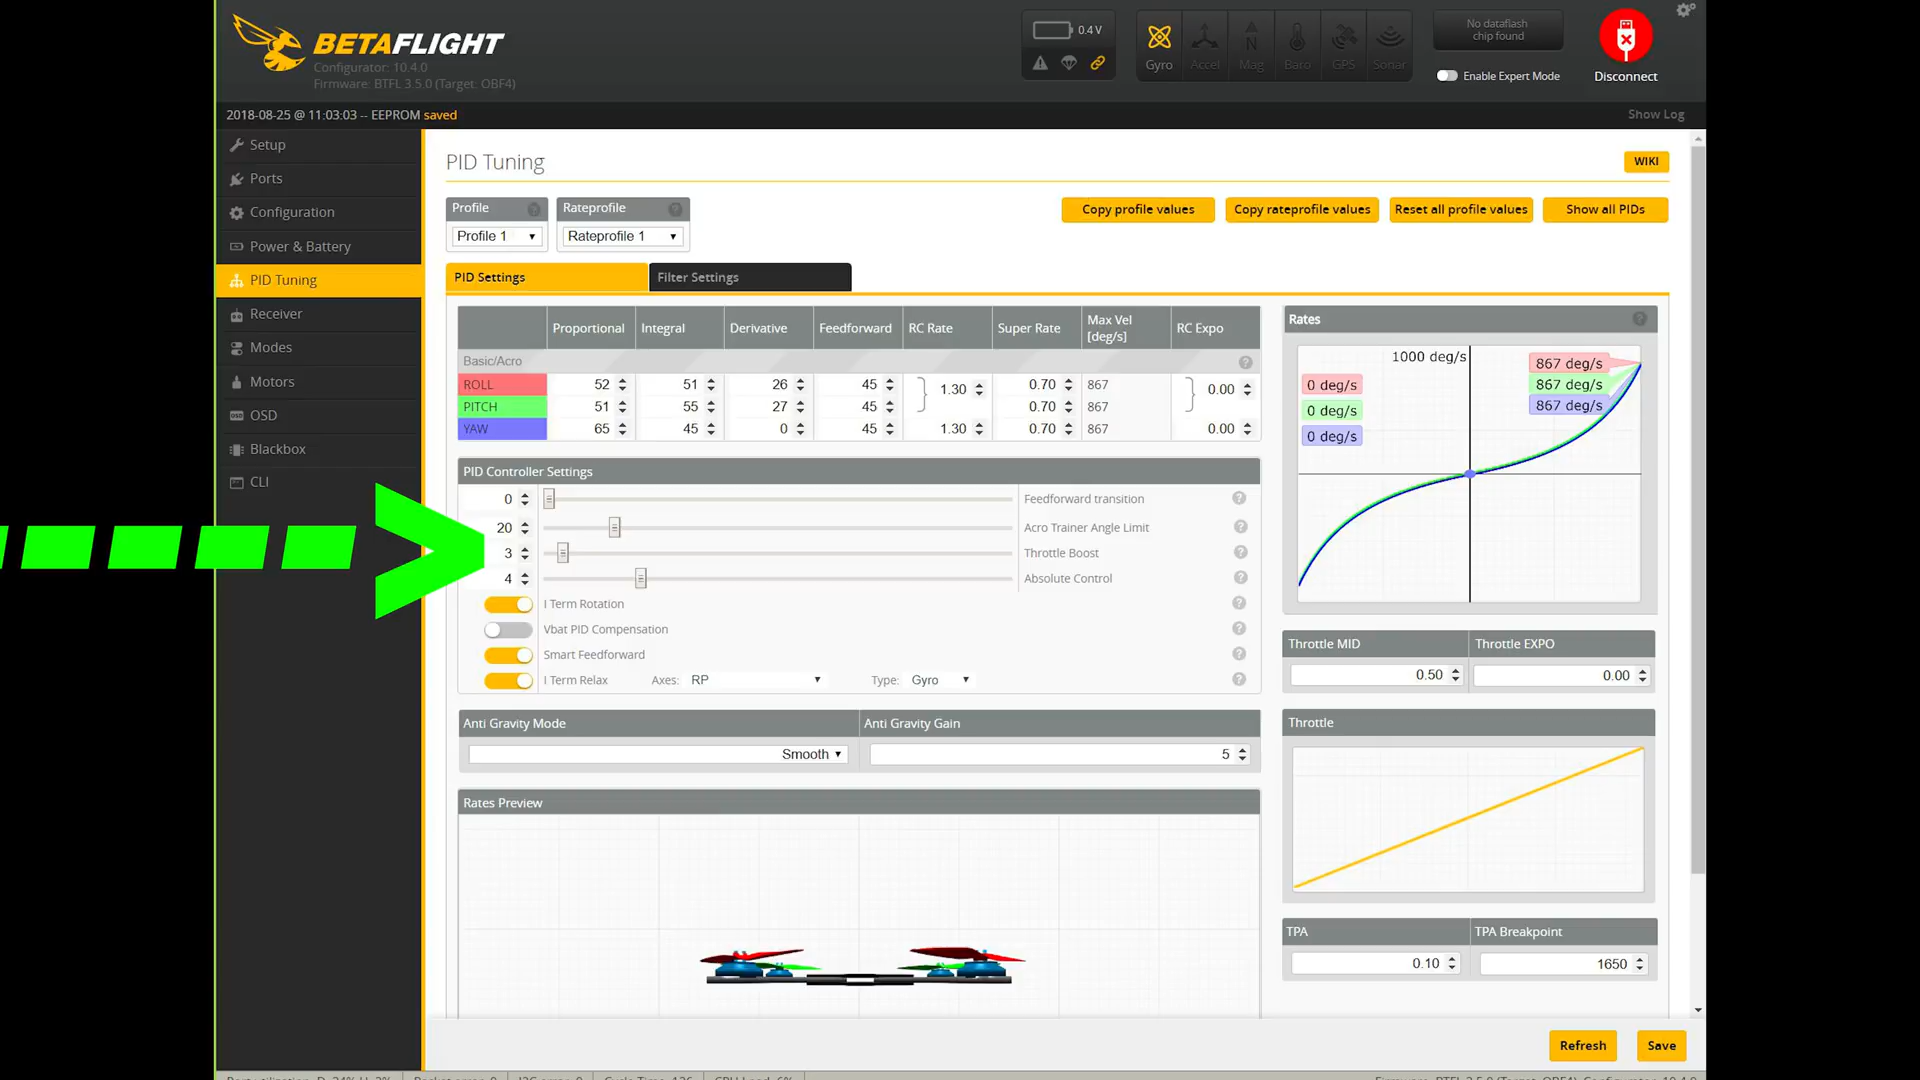 BETAFLIGHT
Configurator: 10.4.0
Firmware: BTFL 3.5.0 (Target: OBF4)
0.4 V
Gyro
Accel
Mag
Baro
GPS
Sonar
No dataflash
chip found
Enable Expert Mode
Disconnect
2018-08-25 @ 11:03:03 -- EEPROM saved
Show Log
Setup
Ports
Configuration
Power & Battery
PID Tuning
Receiver
Modes
Motors
OSD
Blackbox
CLI
PID Tuning
WIKI
Profile
Profile 1
Rateprofile
Rateprofile 1
Copy profile values
Copy rateprofile values
Reset all profile values
Show all PIDs
PID Settings
Filter Settings
Proportional Integral Derivative Feedforward RC Rate Super Rate Max Vel [deg/s] RC Expo
Basic/Acro
ROLL 52 51 26 45 1.30 0.70 867 0.00
PITCH 51 55 27 45 0.70 867
YAW 65 45 0 45 1.30 0.70 867 0.00
PID Controller Settings
0 Feedforward transition
20 Acro Trainer Angle Limit
3 Throttle Boost
4 Absolute Control
I Term Rotation
Vbat PID Compensation
Smart Feedforward
I Term Relax Axes: RP Type: Gyro
Anti Gravity Mode Anti Gravity Gain
Smooth 5
Rates Preview
Rates
1000 deg/s
867 deg/s
867 deg/s
867 deg/s
0 deg/s
0 deg/s
0 deg/s
Throttle MID Throttle EXPO
0.50 0.00
Throttle
TPA TPA Breakpoint
0.10 1650
Refresh
Save